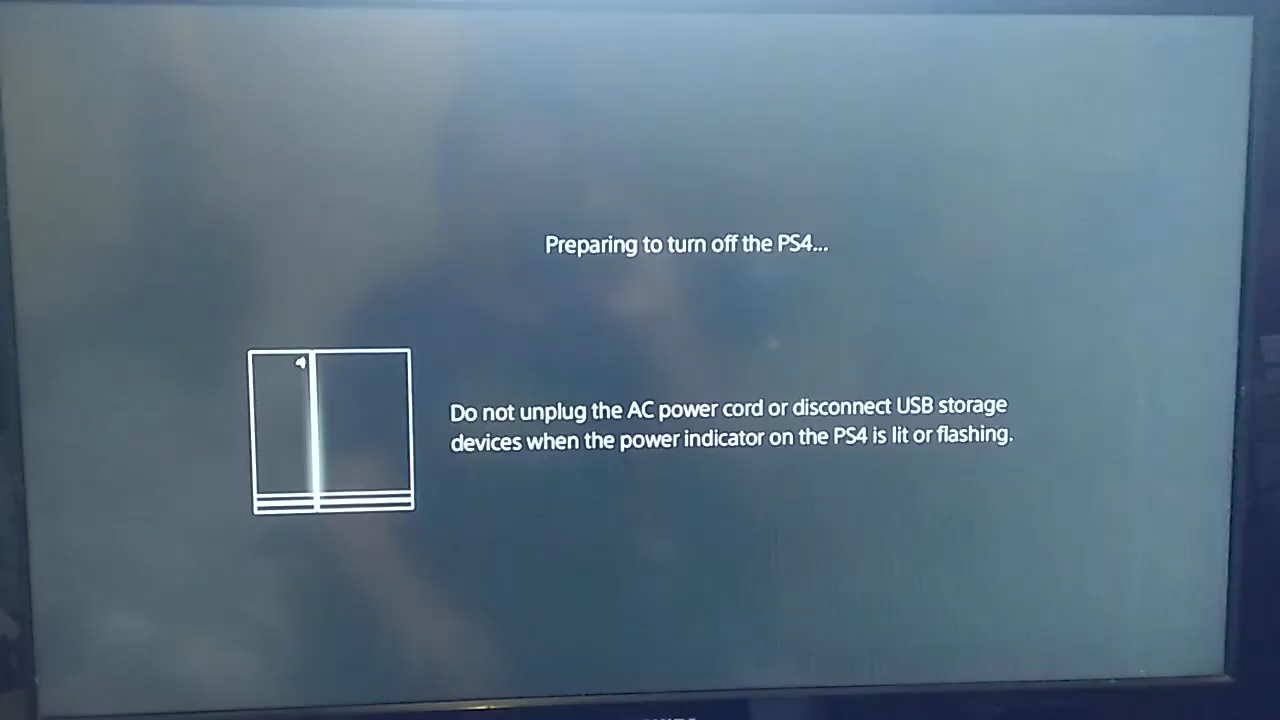 Preparing to turn off the PS4...
Do not unplug the AC power cord or disconnect USB storage
devices when the power indicator on the PS4 is lit or flashing.